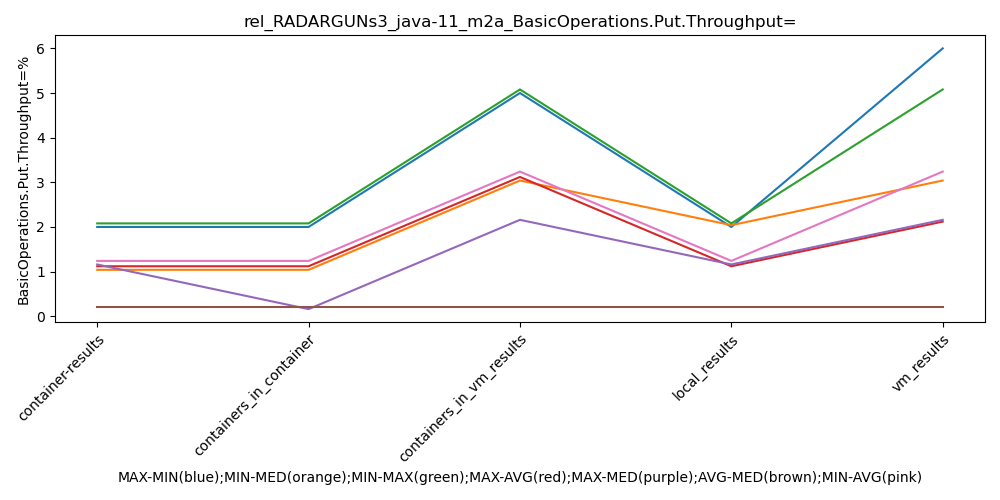 rel_RADARGUNs3_java-11_m2a_BasicOperations.Put.Throughput=
BasicOperations.Put.Throughput=%
6
5
4
3
2
1
0
container-results
containers_in_container
containers_in_vm_results
local_results
vm_results
MAX-MIN(blue);MIN-MED(orange);MIN-MAX(green);MAX-AVG(red);MAX-MED(purple);AVG-MED(brown);MIN-AVG(pink)